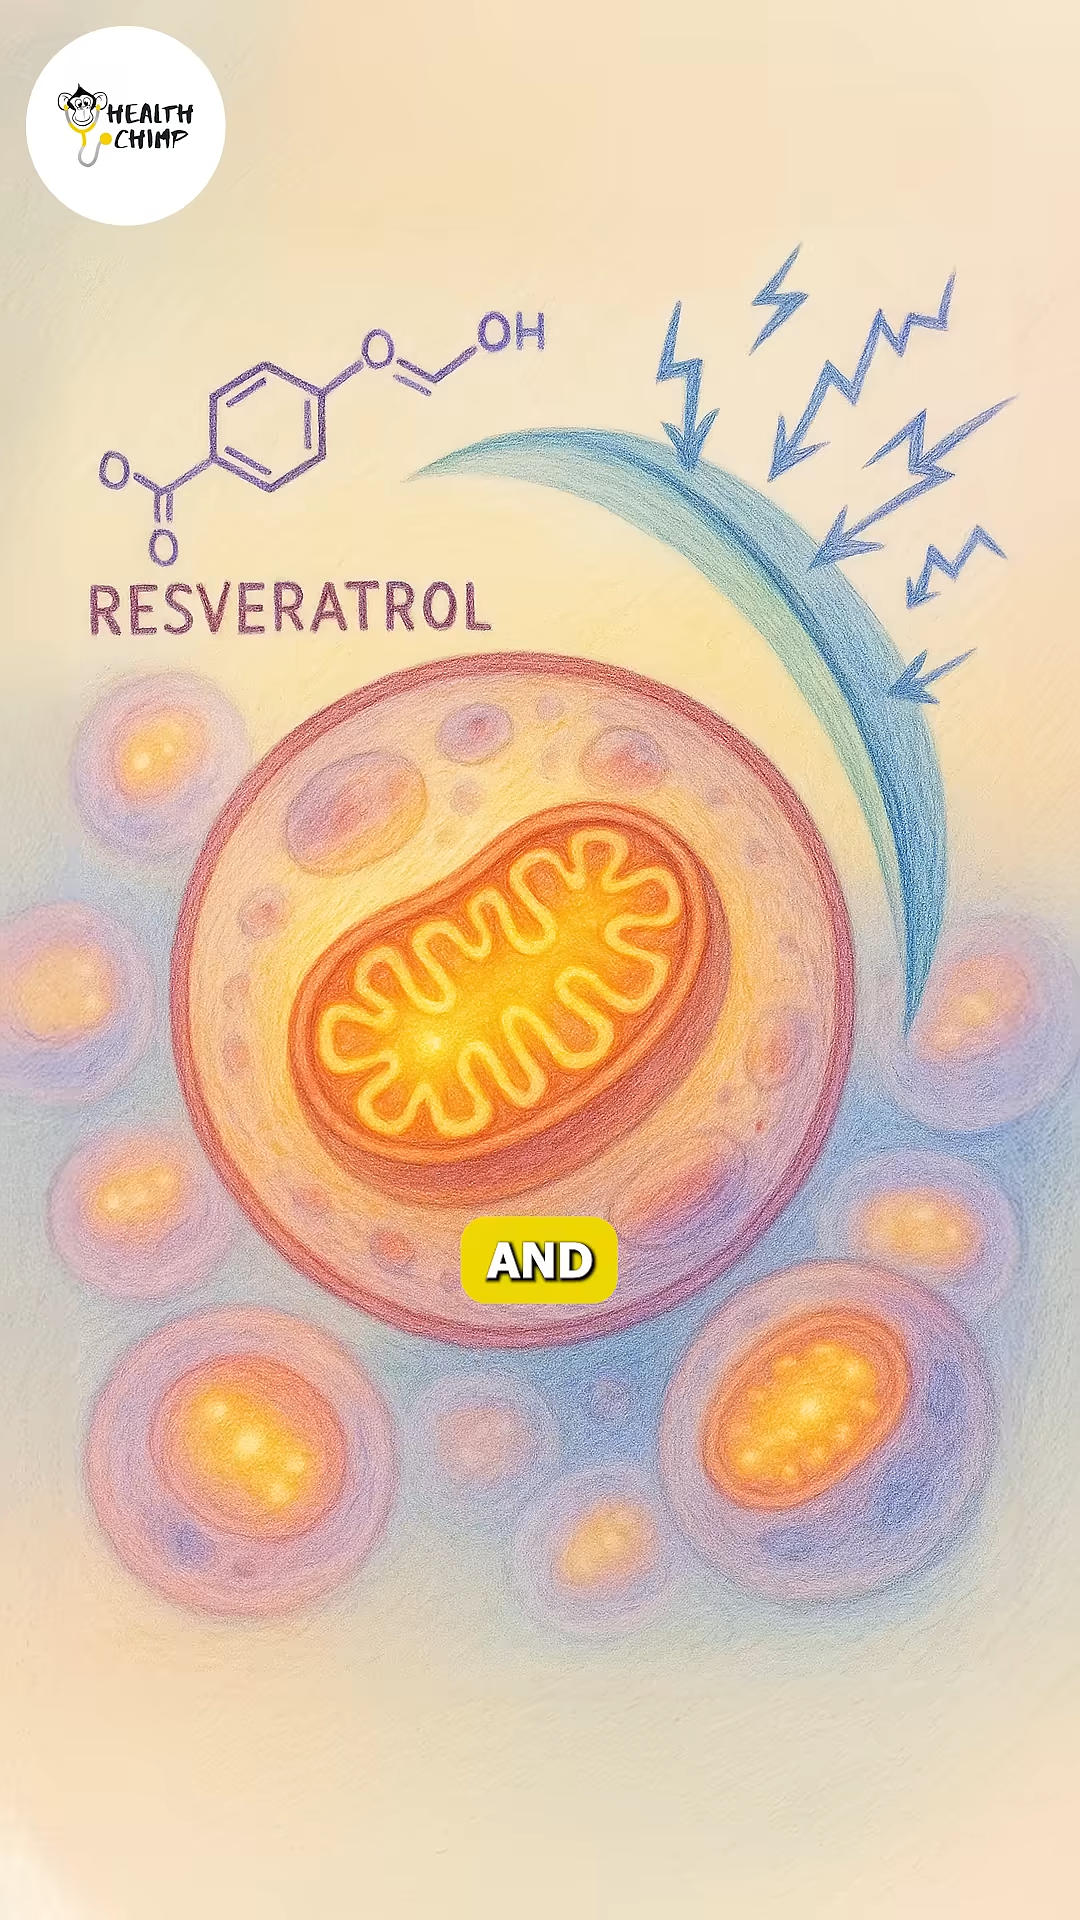 HEALTH
CHIMP
O
OH
O
O
RESVERATROL
AND